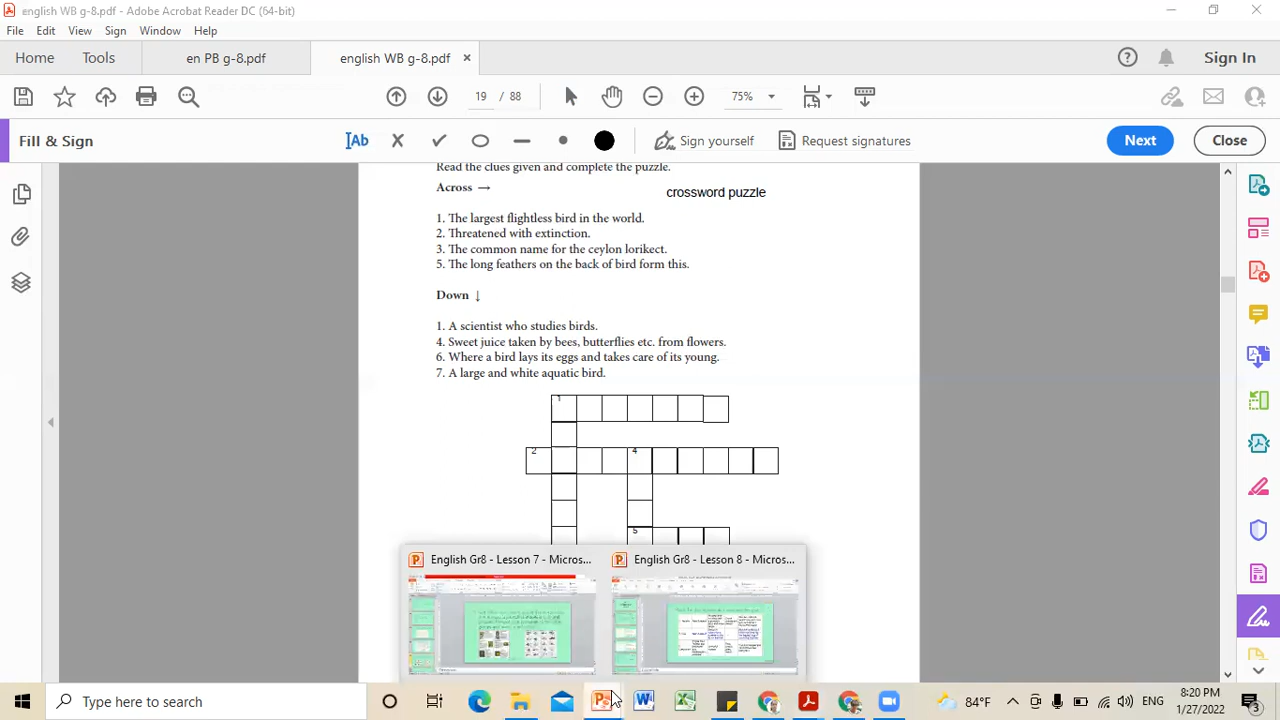 english WB g-8.pdf - Adobe Acrobat Reader DC (64-bit)
File Edit View Sign Window Help
Home Tools en PB g-8.pdf english WB g-8.pdf × Sign In
19 / 88 75%
Fill & Sign Ab Sign yourself Request signatures Next Close
Read the clues given and complete the puzzle.
Across →
crossword puzzle
1. The largest flightless bird in the world.
2. Threatened with extinction.
3. The common name for the ceylon lorikect.
5. The long feathers on the back of bird form this.
Down ↓
1. A scientist who studies birds.
4. Sweet juice taken by bees, butterflies etc. from flowers.
6. Where a bird lays its eggs and takes care of its young.
7. A large and white aquatic bird.
1
2 4
5
English Gr8 - Lesson 7 - Micros... English Gr8 - Lesson 8 - Micros...
Type here to search 84°F ENG 8:20 PM
1/27/2022 3